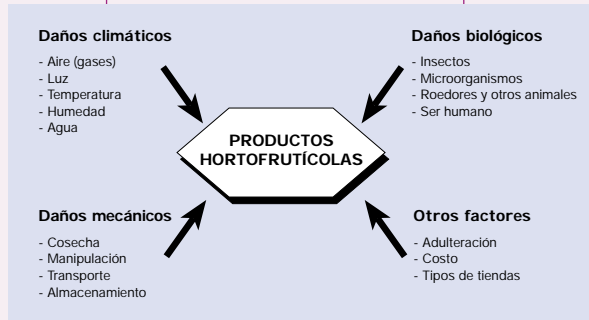 Daños climáticos
- Aire (gases)
- Luz
- Temperatura
- Humedad
- Agua
Daños biológicos
- Insectos
- Microorganismos
- Roedores y otros animales
- Ser humano
PRODUCTOS
HORTOFRUTÍCOLAS
Daños mecánicos
- Cosecha
- Manipulación
- Transporte
- Almacenamiento
Otros factores
- Adulteración
- Costo
- Tipos de tiendas